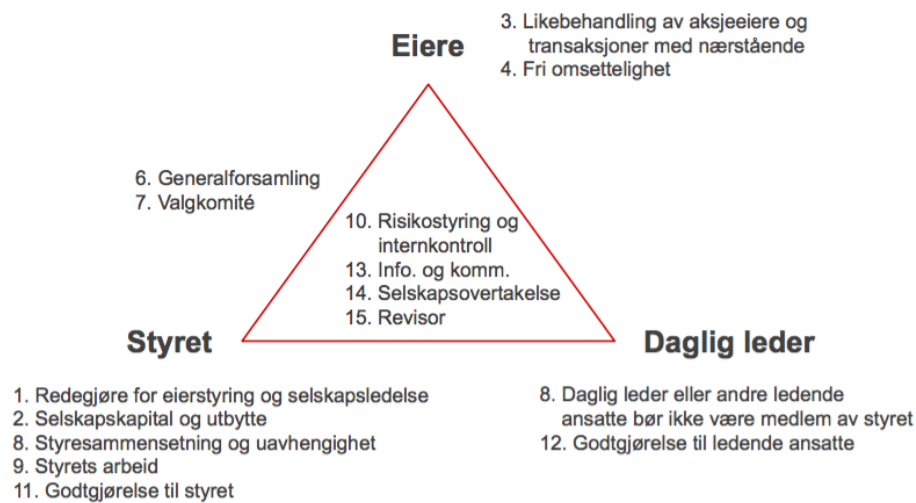 Eiere
3. Likebehandling av aksjeeiere og
transaksjoner med nærstående
4. Fri omsettelighet
6. Generalforsamling
7. Valgkomité
10. Risikostyring og
internkontroll
13. Info. og komm.
14. Selskapsovertakelse
15. Revisor
Styret
1. Redegjøre for eierstyring og selskapsledelse
2. Selskapskapital og utbytte
8. Styresammensetning og uavhengighet
9. Styrets arbeid
11. Godtgjørelse til styret
Daglig leder
8. Daglig leder eller andre ledende
ansatte bør ikke være medlem av styret
12. Godtgjørelse til ledende ansatte